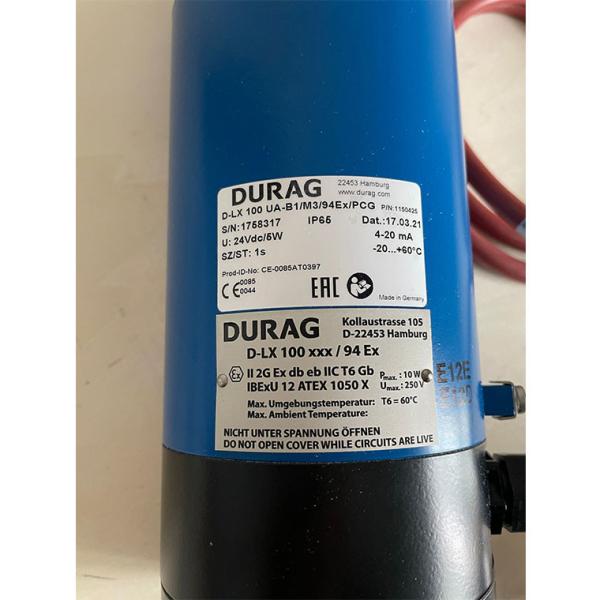 DURAG 22453 Hamburg
www.durag.com
D-LX 100 UA-B1/M3/94Ex/PCG P/N:1150425
S/N:1758317 IP65 Dat.:17.03.21
U: 24Vdc/5W 4-20 mA
SZ/ST: 1s -20...+60°C
Prod-ID-No: CE-0085AT0397
CE 0085
0044
EAC
Made in Germany
DURAG Kollaustrasse 105
D-22453 Hamburg
D-LX 100 xxx / 94 Ex
Ex II 2G Ex db eb IIC T6 Gb Pmax.: 10 W
IBExU 12 ATEX 1050 X Umax.: 250 V
Max. Umgebungstemperatur: T6 = 60°C
Max. Ambient Temperature:
NICHT UNTER SPANNUNG ÖFFNEN
DO NOT OPEN COVER WHILE CIRCUITS ARE LIVE
E12E